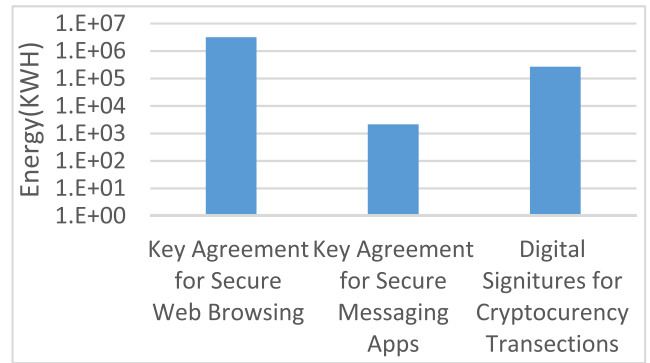 1.E+07
1.E+06
1.E+05
1.E+04
1.E+03
1.E+02
1.E+01
1.E+00
Energy(KWH)
Key Agreement
for Secure
Web Browsing
Key Agreement
for Secure
Messaging
Apps
Digital
Signitures for
Cryptocurency
Transections